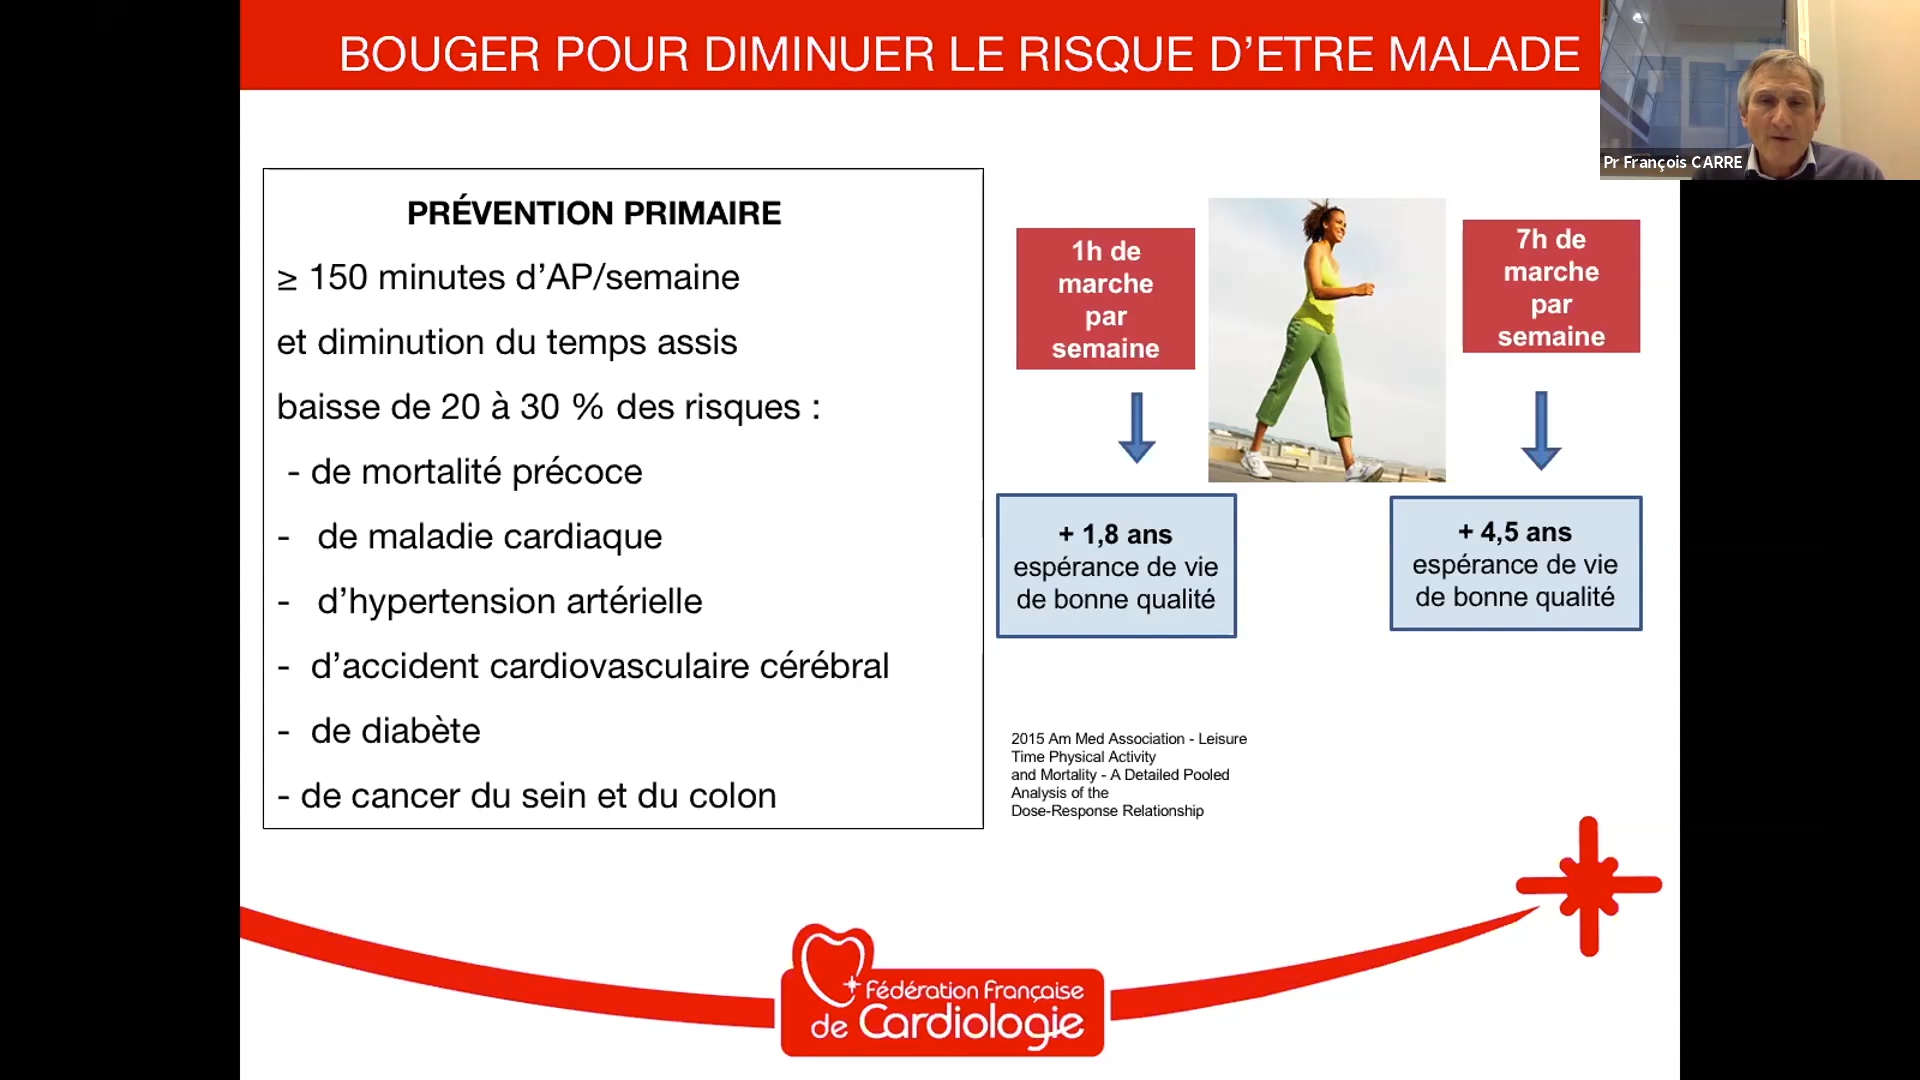 BOUGER POUR DIMINUER LE RISQUE D’ETRE MALADE
Pr François CARRE
PRÉVENTION PRIMAIRE
≥ 150 minutes d’AP/semaine
et diminution du temps assis
baisse de 20 à 30 % des risques :
- de mortalité précoce
- de maladie cardiaque
- d’hypertension artérielle
- d’accident cardiovasculaire cérébral
- de diabète
- de cancer du sein et du colon
1h de
marche
par
semaine
7h de
marche
par
semaine
+ 1,8 ans
espérance de vie
de bonne qualité
+ 4,5 ans
espérance de vie
de bonne qualité
2015 Am Med Association - Leisure
Time Physical Activity
and Mortality - A Detailed Pooled
Analysis of the
Dose-Response Relationship
Fédération Française
de Cardiologie